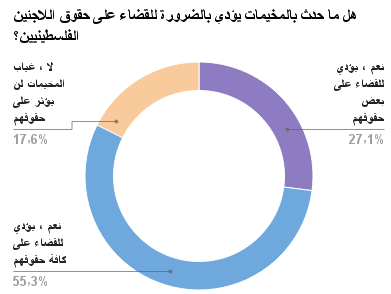 هل ما حدث بالمخيمات يؤدي بالضرورة للقضاء على حقوق اللاجئين
الفلسطينيين؟
نعم ، يؤدي
للقضاء على
بعض
حقوقهم
27,1%
لا ، غياب
المخيمات لن
يؤثر على
حقوقهم
17,6%
نعم ، يؤدي
للقضاء على
كافة حقوقهم
55,3%